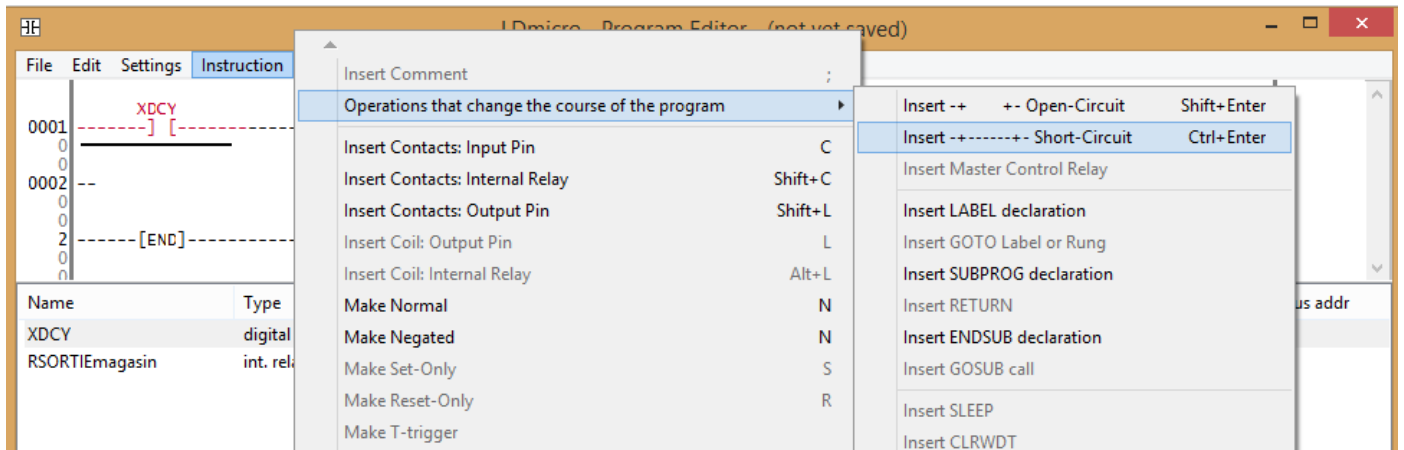 LDmicro - Program Editor - (not yet saved)
File Edit Settings Instruction
XDCY
0001 -------] [------------
0
0
0002 --
0
0
2 ------[END]-----------
0
0
Name Type us addr
XDCY digital
RSORTIEmagasin int. rela
Insert Comment ;
Operations that change the course of the program
Insert Contacts: Input Pin C
Insert Contacts: Internal Relay Shift+C
Insert Contacts: Output Pin Shift+L
Insert Coil: Output Pin L
Insert Coil: Internal Relay Alt+L
Make Normal N
Make Negated N
Make Set-Only S
Make Reset-Only R
Make T-trigger
Insert -+ +- Open-Circuit Shift+Enter
Insert -+------+- Short-Circuit Ctrl+Enter
Insert Master Control Relay
Insert LABEL declaration
Insert GOTO Label or Rung
Insert SUBPROG declaration
Insert RETURN
Insert ENDSUB declaration
Insert GOSUB call
Insert SLEEP
Insert CLRWDT